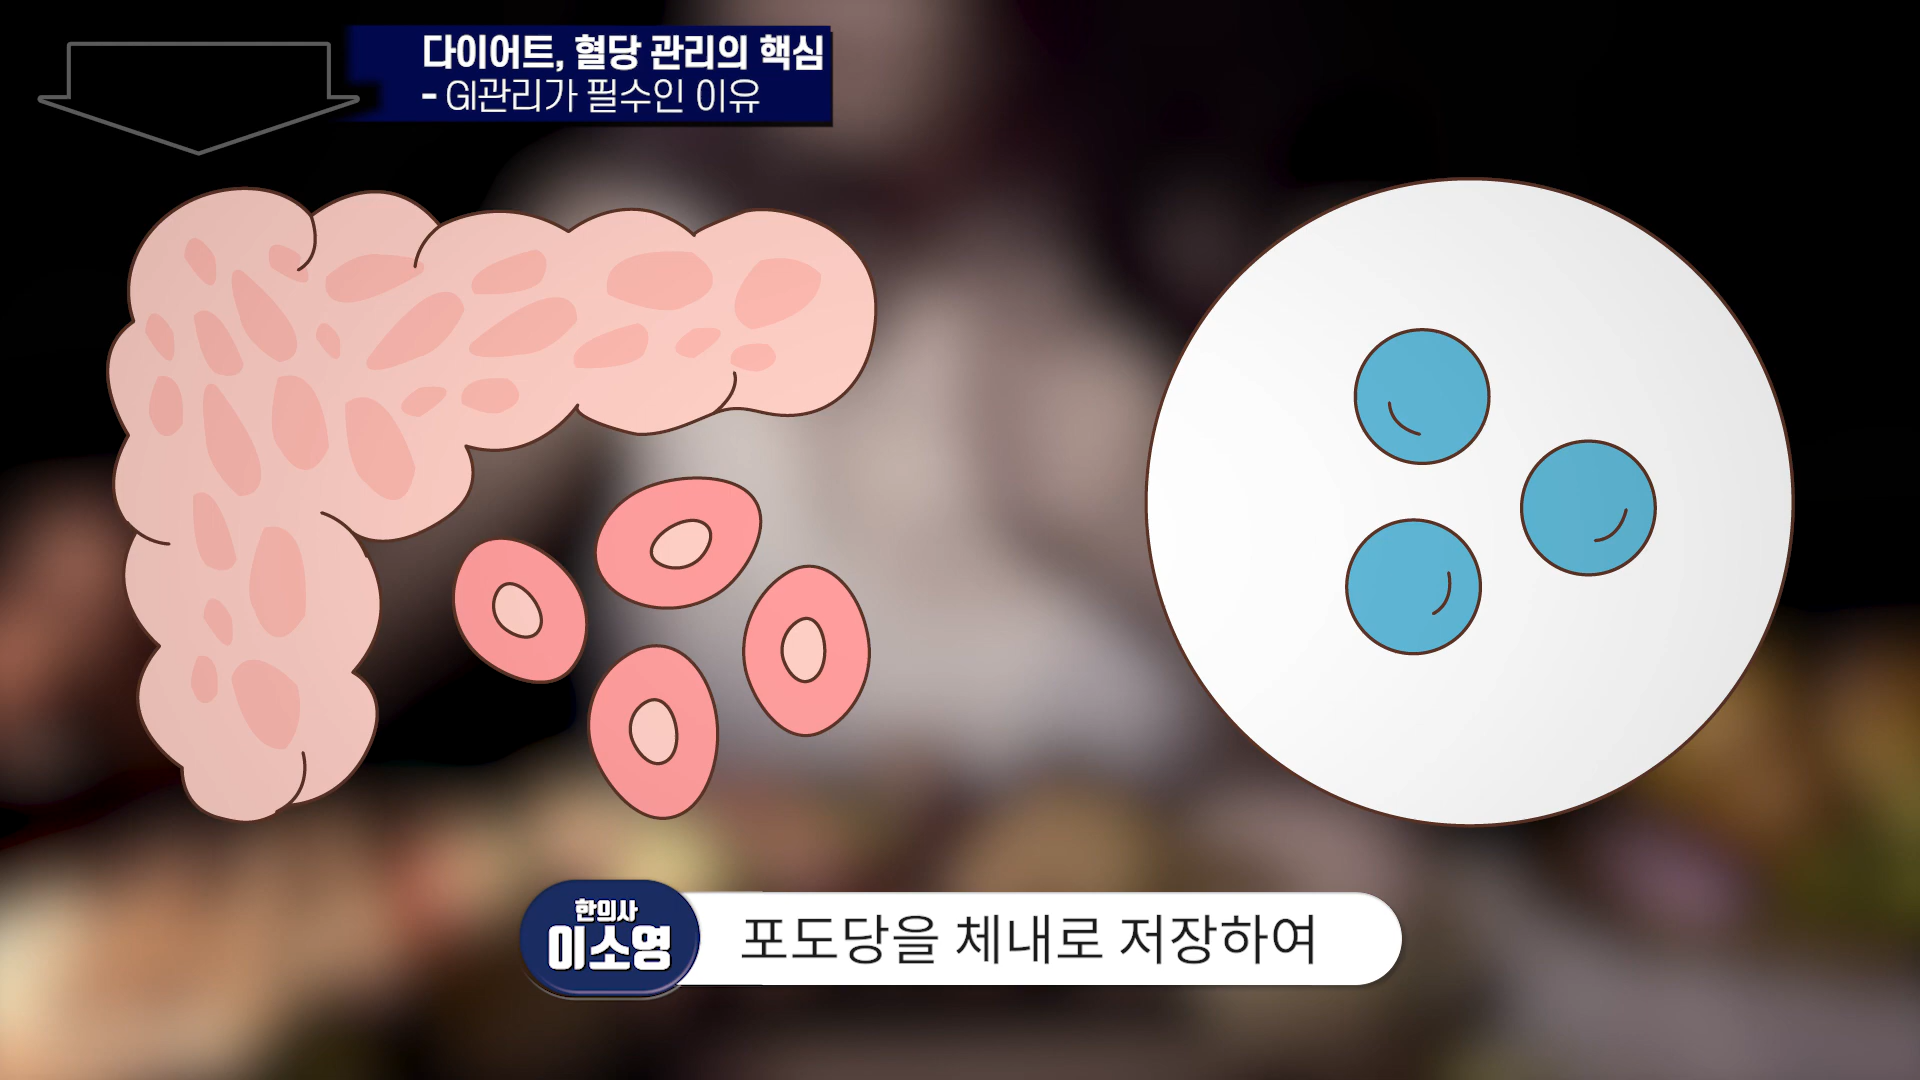 다이어트, 혈당 관리의 핵심
- GI관리가 필수인 이유
한의사
이소영
포도당을 체내로 저장하여